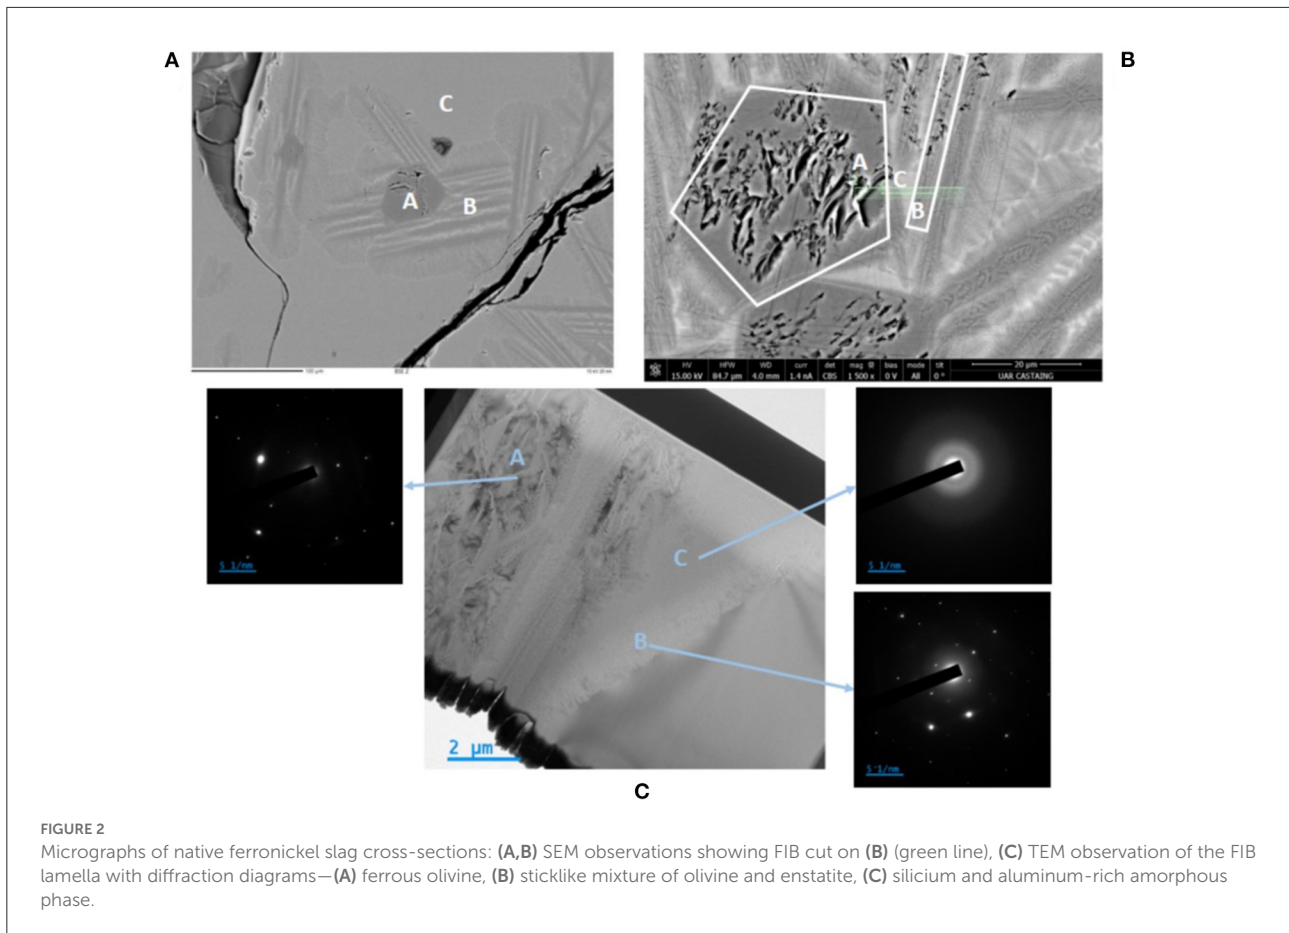 A
B
C
A
B
A
C
B
100 µm
HV
HFW
WD
curr
det
mag
bias
mode
tilt
20 µm
15.00 kV
84.7 µm
4.0 mm
1.4 nA
CBS
1 500 x
0 V
All
0 °
UAR CASTAING
5 1/nm
A
C
B
2 µm
5 1/nm
5 1/nm
C
FIGURE 2
Micrographs of native ferronickel slag cross-sections: (A,B) SEM observations showing FIB cut on (B) (green line), (C) TEM observation of the FIB
lamella with diffraction diagrams—(A) ferrous olivine, (B) sticklike mixture of olivine and enstatite, (C) silicium and aluminum-rich amorphous
phase.